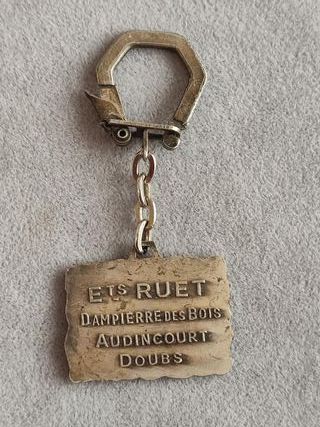 ETS RUET
DAMPIERRE DES BOIS
AUDINCOURT
DOUBS